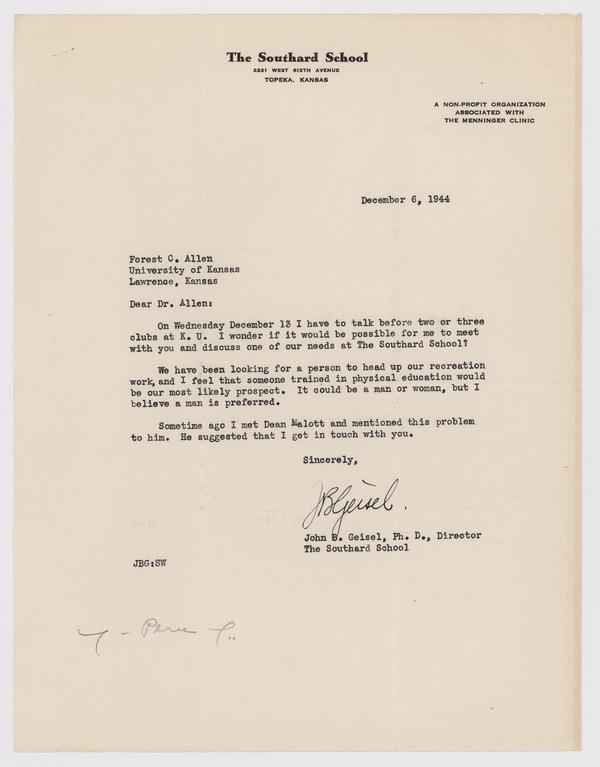 The Southard School
2221 WEST SIXTH AVENUE
TOPEKA, KANSAS
A NON-PROFIT ORGANIZATION
ASSOCIATED WITH
THE MENNINGER CLINIC
December 6, 1944
Forest C. Allen
University of Kansas
Lawrence, Kansas
Dear Dr. Allen:
On Wednesday December 13 I have to talk before two or three
clubs at K. U. I wonder if it would be possible for me to meet
with you and discuss one of our needs at The Southard School?
We have been looking for a person to head up our recreation
work, and I feel that someone trained in physical education would
be our most likely prospect. It could be a man or woman, but I
believe a man is preferred.
Sometime ago I met Dean Malott and mentioned this problem
to him. He suggested that I get in touch with you.
Sincerely,
JBGeisel.
John B. Geisel, Ph. D., Director
The Southard School
JBG:SW